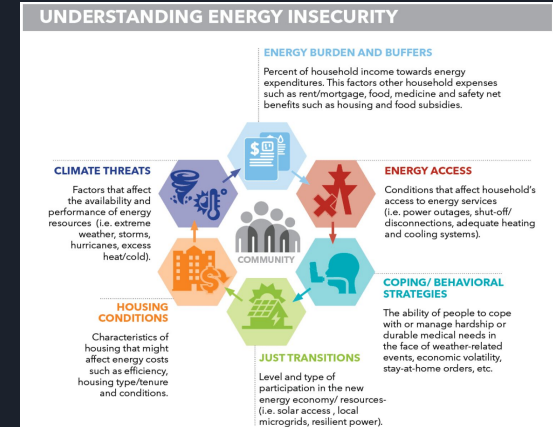 UNDERSTANDING ENERGY INSECURITY
ENERGY BURDEN AND BUFFERS
Percent of household income towards energy
expenditures. This factors other household expenses
such as rent/mortgage, food, medicine and safety net
benefits such as housing and food subsidies.
ENERGY ACCESS
Conditions that affect household's
access to energy services
(i.e. power outages, shut-off/
disconnections, adequate heating
and cooling systems).
COPING/ BEHAVIORAL
STRATEGIES
The ability of people to cope
with or manage hardship or
durable medical needs in
the face of weather-related
events, economic volatility,
stay-at-home orders, etc.
JUST TRANSITIONS
Level and type of
participation in the new
energy economy/ resources-
(i.e. solar access , local
microgrids, resilient power).
HOUSING
CONDITIONS
Characteristics of
housing that might
affect energy costs
such as efficiency,
housing type/tenure
and conditions.
CLIMATE THREATS
Factors that affect
the availability and
performance of energy
resources (i.e. extreme
weather, storms,
hurricanes, excess
heat/cold).
COMMUNITY
$
$